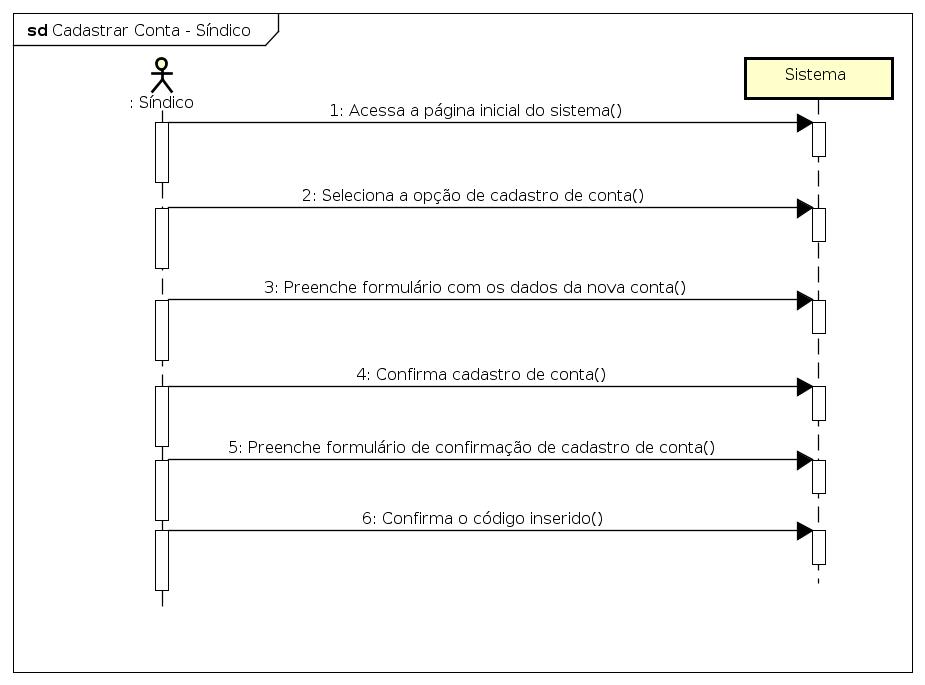 sd Cadastrar Conta - Síndico
: Síndico
Sistema
1: Acessa a página inicial do sistema()
2: Seleciona a opção de cadastro de conta()
3: Preenche formulário com os dados da nova conta()
4: Confirma cadastro de conta()
5: Preenche formulário de confirmação de cadastro de conta()
6: Confirma o código inserido()